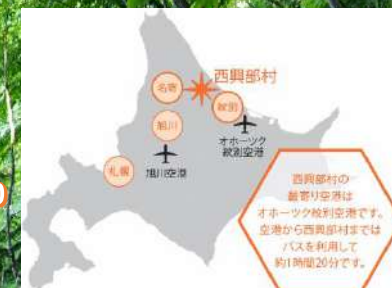 西興部村
名寄
紋別
旭川
オホーツク
紋別空港
札幌
旭川空港
西興部村の
最寄り空港は
オホーツク紋別空港です。
空港から西興部村までは
バスを利用して
約1時間20分です。